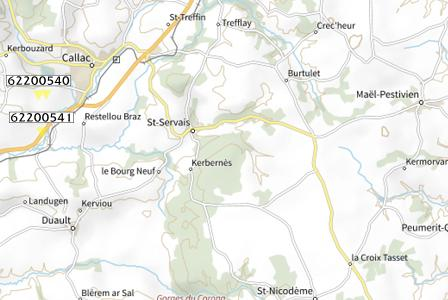 St-Treffin
Trefflay
Crec'heur
Kerbouzard
Callac
62200540
Burtulet
Maël-Pestivien
62200541
Restellou Braz
St-Servais
Kerbernès
Kermorvan
le Bourg Neuf
Landugen
Kerviou
Duault
Peumerit-Q
la Croix Tasset
Blérem ar Sal
Gorges du Corong
St-Nicodème